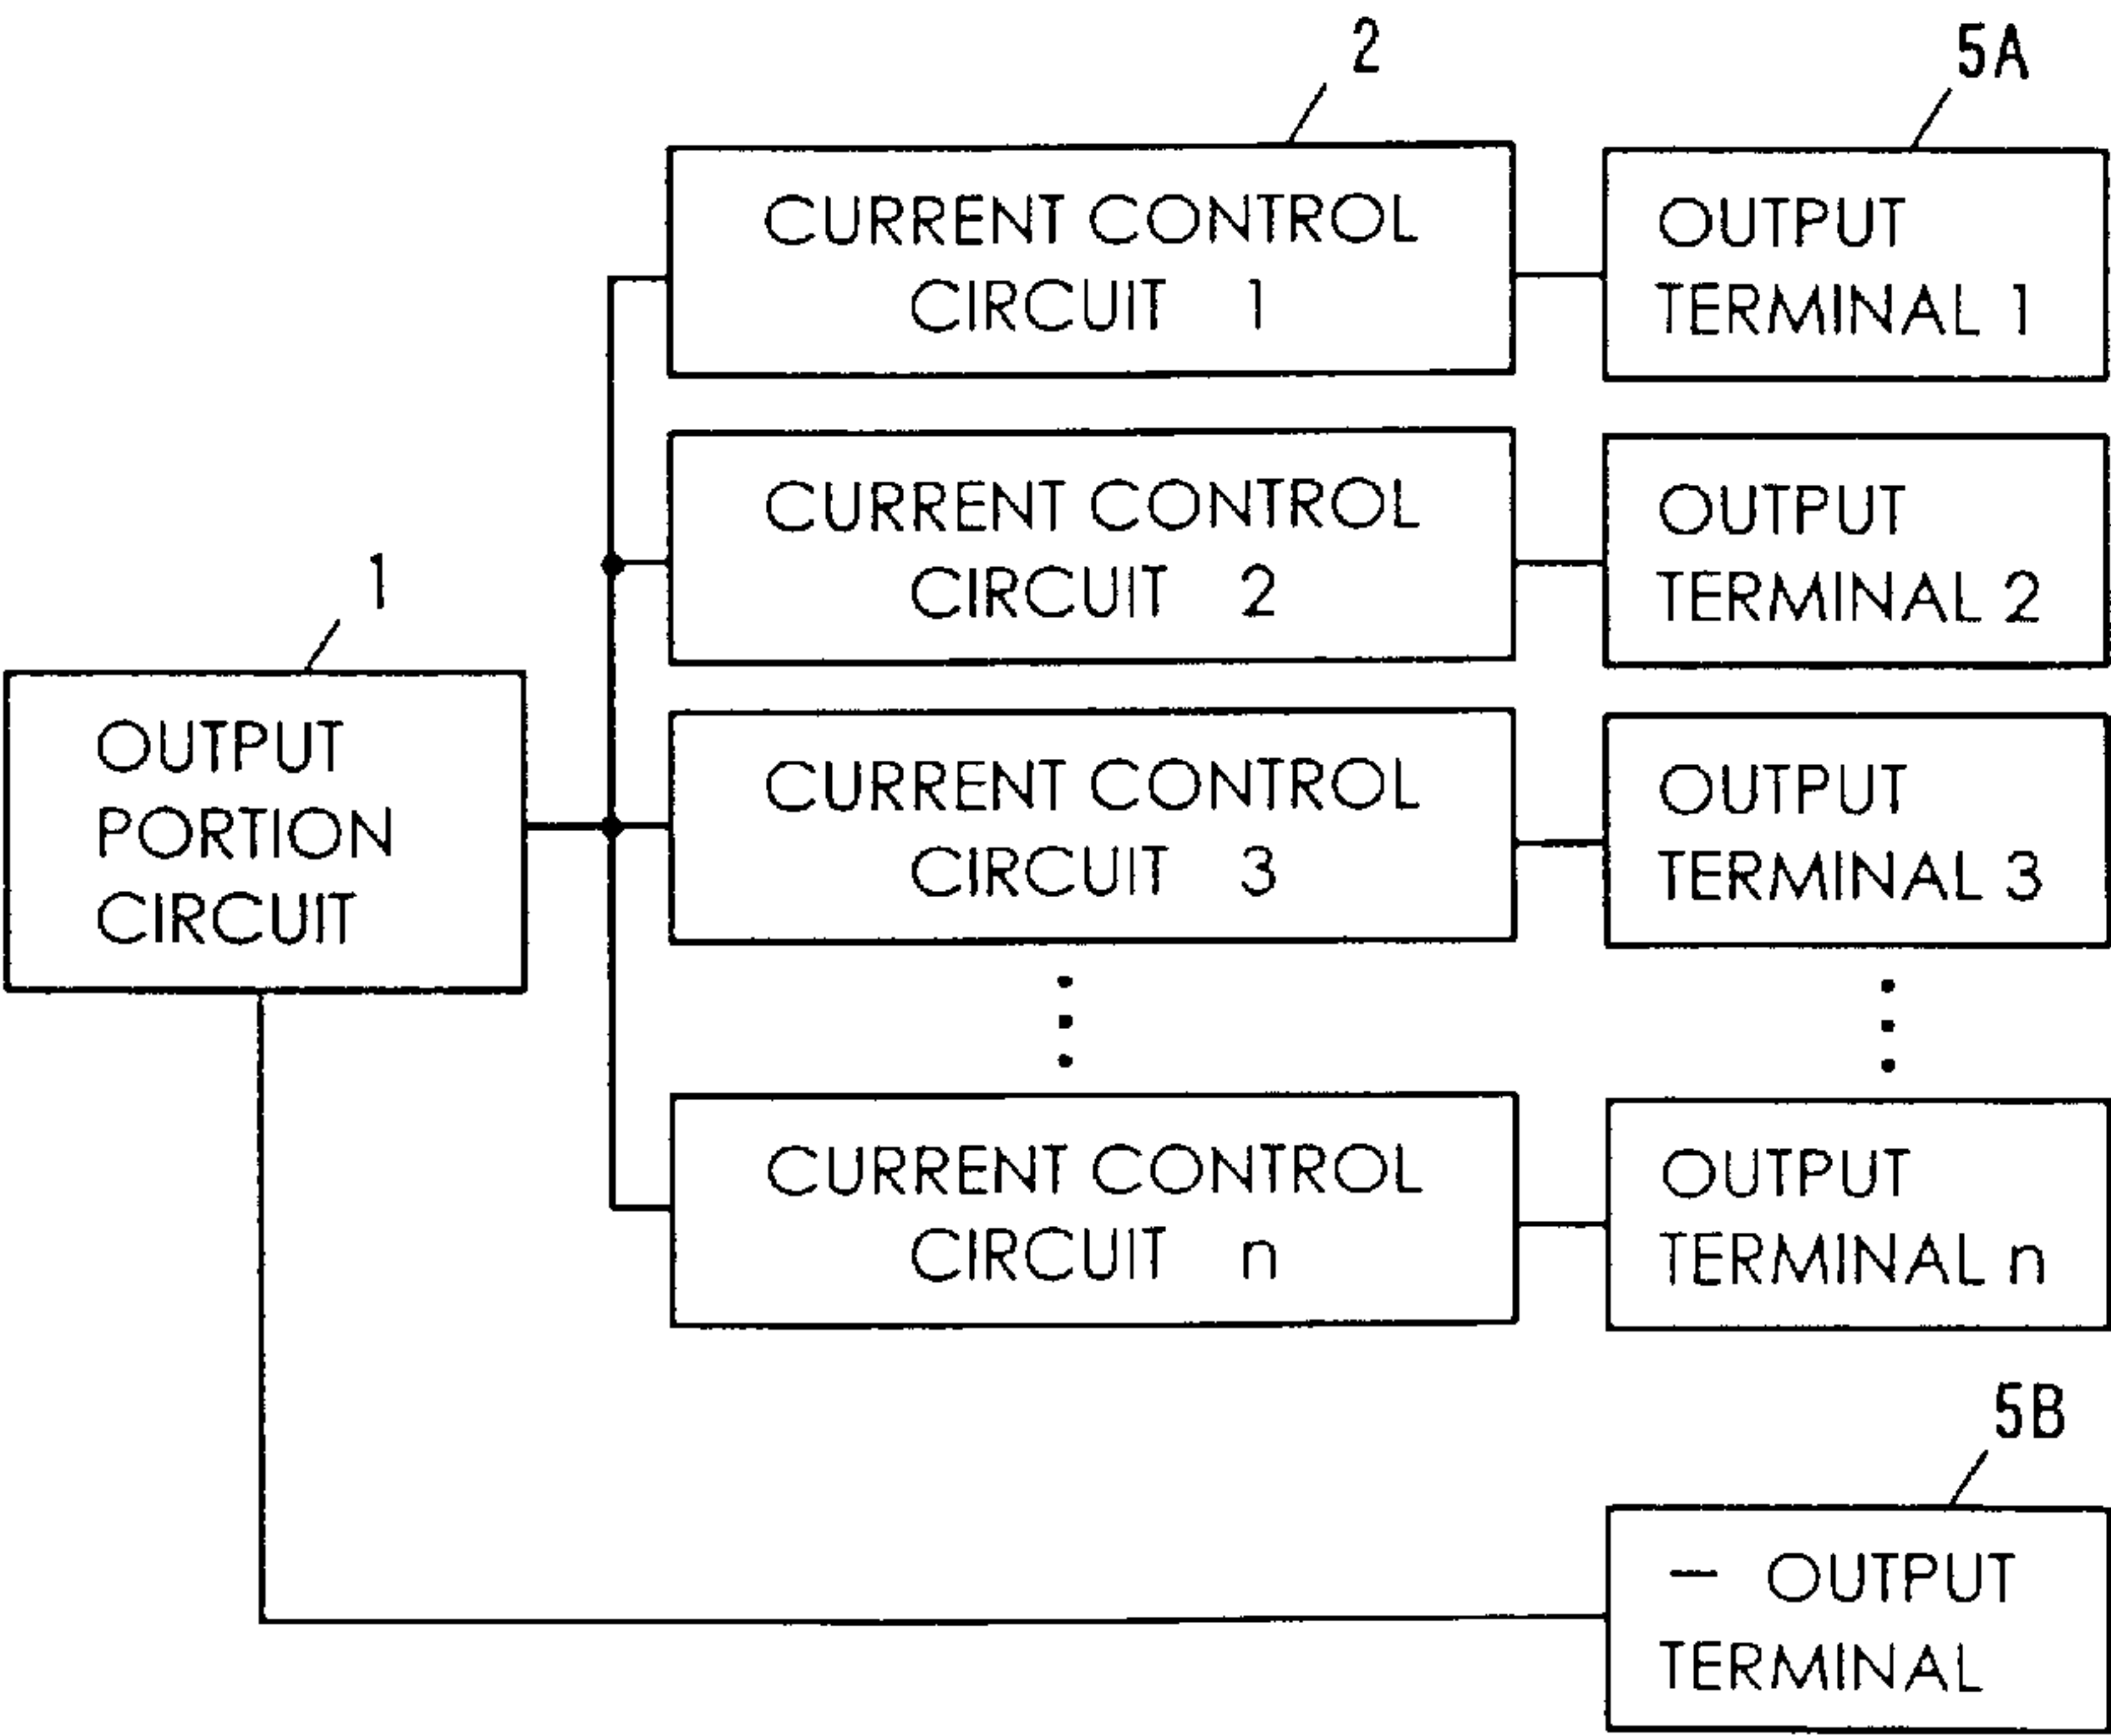 2
5A
CURRENT CONTROL
CIRCUIT 1
OUTPUT
TERMINAL 1
CURRENT CONTROL
CIRCUIT 2
OUTPUT
TERMINAL 2
1
OUTPUT
PORTION
CIRCUIT
CURRENT CONTROL
CIRCUIT 3
OUTPUT
TERMINAL 3
CURRENT CONTROL
CIRCUIT n
OUTPUT
TERMINAL n
5B
— OUTPUT
TERMINAL